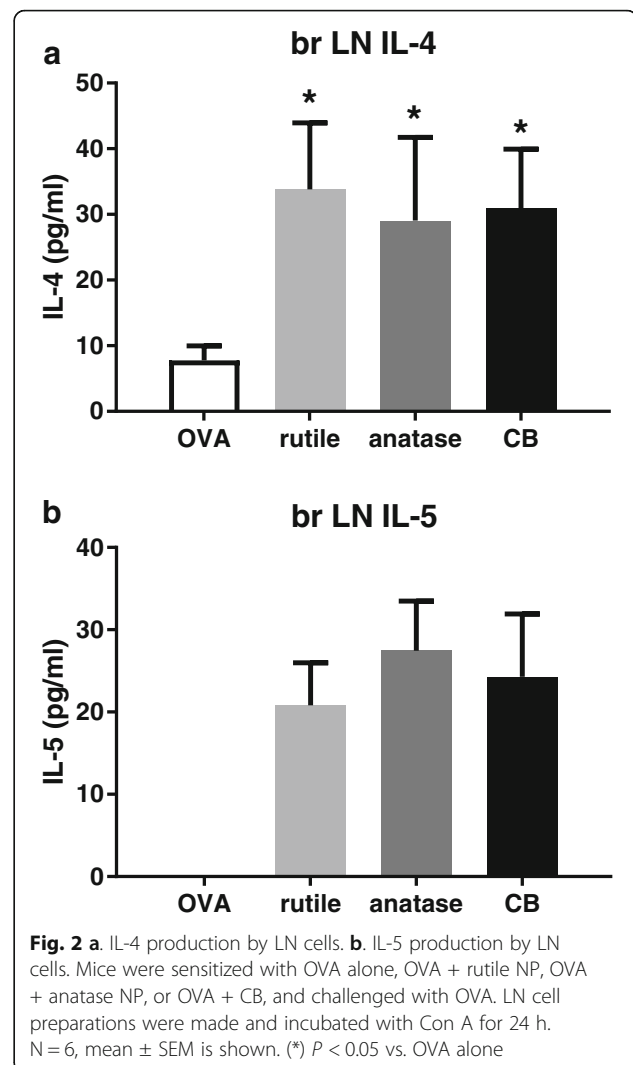 a
br LN IL-4
50
40
30
20
10
0
IL-4 (pg/ml)
*
*
*
OVA rutile anatase CB
b
br LN IL-5
40
30
20
10
0
IL-5 (pg/ml)
OVA rutile anatase CB
Fig. 2 a. IL-4 production by LN cells. b. IL-5 production by LN
cells. Mice were sensitized with OVA alone, OVA + rutile NP, OVA
+ anatase NP, or OVA + CB, and challenged with OVA. LN cell
preparations were made and incubated with Con A for 24 h.
N = 6, mean ± SEM is shown. (*) P < 0.05 vs. OVA alone